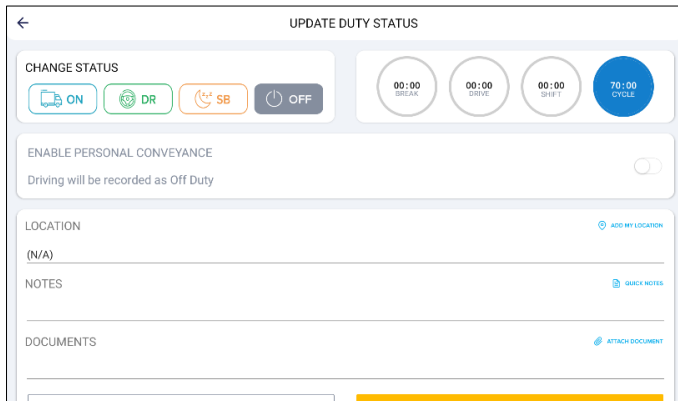 UPDATE DUTY STATUS
CHANGE STATUS
ON
DR
SB
OFF
00:00
BREAK
00:00
DRIVE
00:00
SHIFT
70:00
CYCLE
ENABLE PERSONAL CONVEYANCE
Driving will be recorded as Off Duty
LOCATION
ADD MY LOCATION
(N/A)
NOTES
QUICK NOTES
DOCUMENTS
ATTACH DOCUMENT